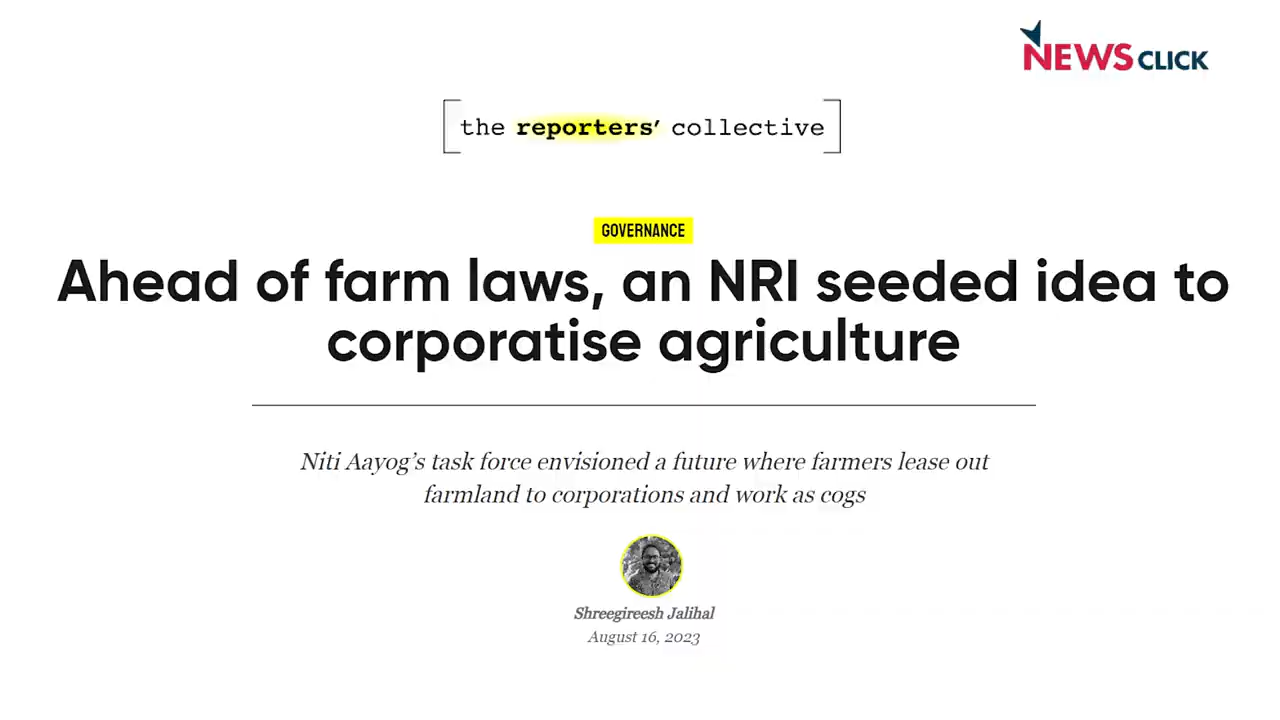 NEWSCLICK
the reporters' collective
GOVERNANCE
Ahead of farm laws, an NRI seeded idea to
corporatise agriculture
Niti Aayog's task force envisioned a future where farmers lease out
farmland to corporations and work as cogs
Shreegireesh Jalihal
August 16, 2023